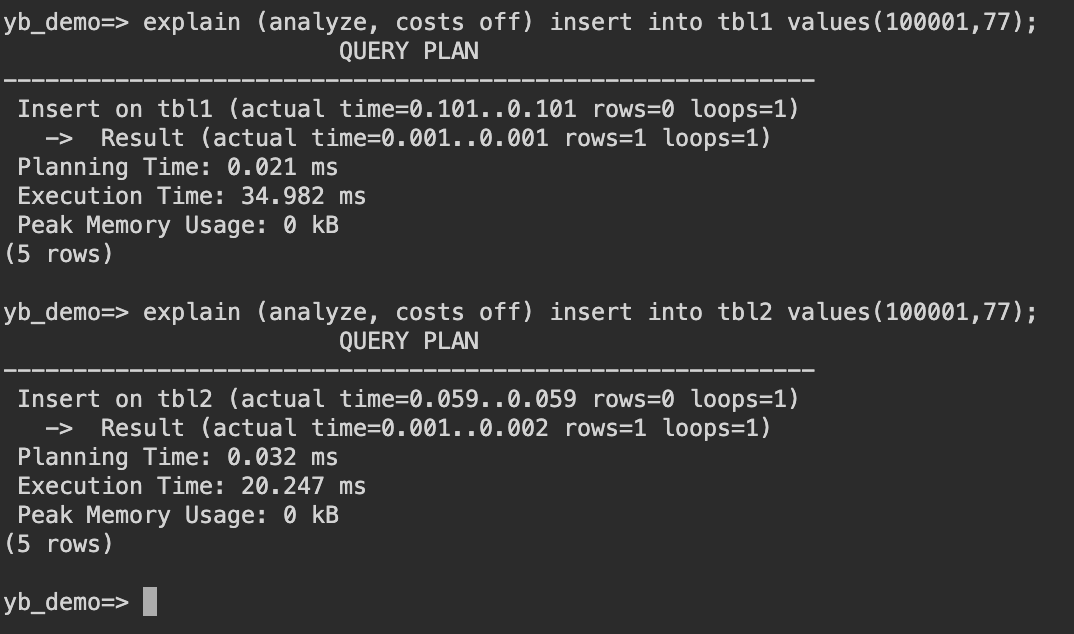 yb_demo=> explain (analyze, costs off) insert into tbl1 values(100001,77);
QUERY PLAN
----------------------------------------------------------
Insert on tbl1 (actual time=0.101..0.101 rows=0 loops=1)
-> Result (actual time=0.001..0.001 rows=1 loops=1)
Planning Time: 0.021 ms
Execution Time: 34.982 ms
Peak Memory Usage: 0 kB
(5 rows)
yb_demo=> explain (analyze, costs off) insert into tbl2 values(100001,77);
QUERY PLAN
----------------------------------------------------------
Insert on tbl2 (actual time=0.059..0.059 rows=0 loops=1)
-> Result (actual time=0.001..0.002 rows=1 loops=1)
Planning Time: 0.032 ms
Execution Time: 20.247 ms
Peak Memory Usage: 0 kB
(5 rows)
yb_demo=>